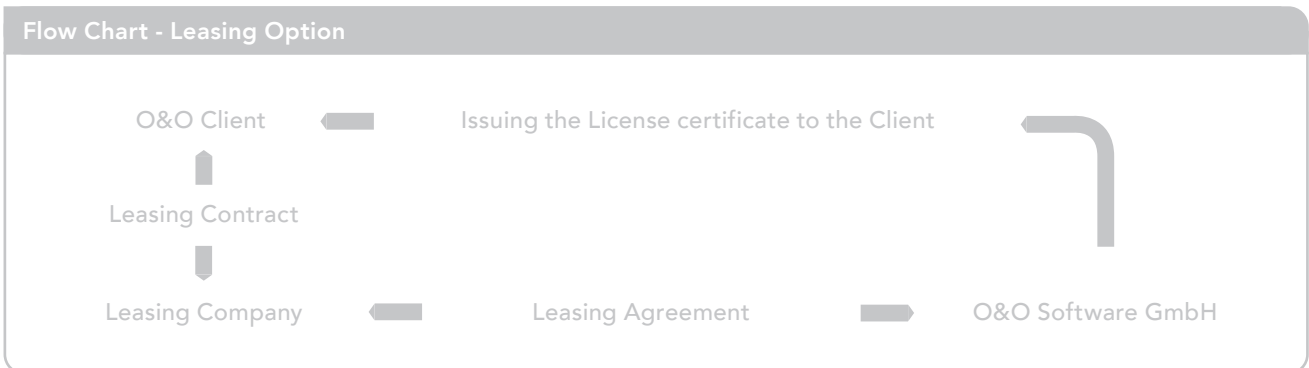 Flow Chart - Leasing Option
O&O Client
Issuing the License certificate to the Client
Leasing Contract
Leasing Company
Leasing Agreement
O&O Software GmbH